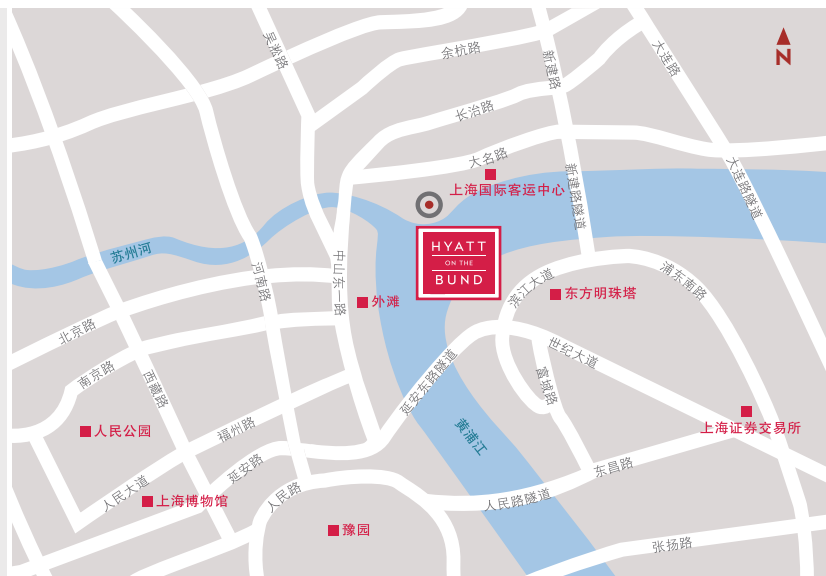 吴淞路
余杭路
新建路
大连路
N
长治路
大名路
上海国际客运中心
新建路隧道
大连路隧道
苏州河
HYATT
ON THE
BUND
中山东一路
河南路
外滩
滨江大道
东方明珠塔
浦东南路
北京路
南京路
西藏路
延安东路隧道
世纪大道
富城路
人民公园
福州路
黄浦江
上海证券交易所
延安路
人民大道
上海博物馆
人民路
人民路隧道
东昌路
豫园
张扬路